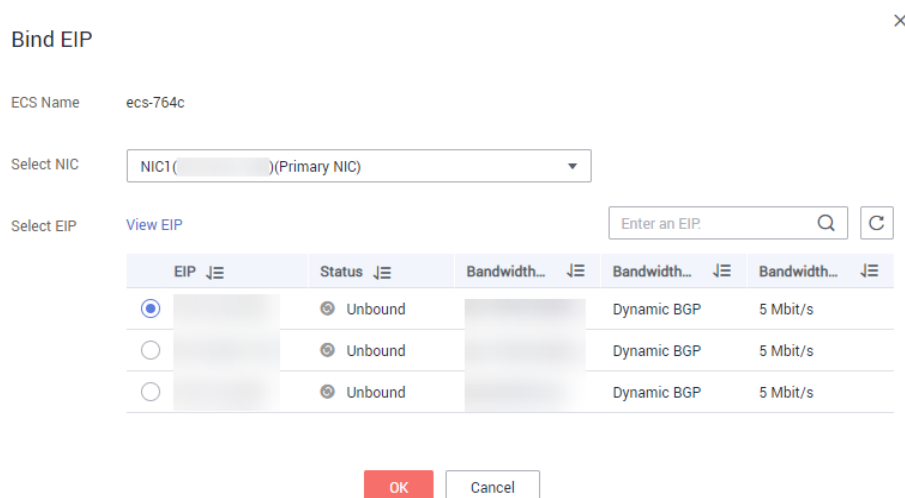 Bind EIP
ECS Name ecs-764c
Select NIC NIC1( )(Primary NIC)
Select EIP View EIP Enter an EIP.
EIP Status Bandwidth... Bandwidth... Bandwidth...
Unbound Dynamic BGP 5 Mbit/s
Unbound Dynamic BGP 5 Mbit/s
Unbound Dynamic BGP 5 Mbit/s
OK Cancel